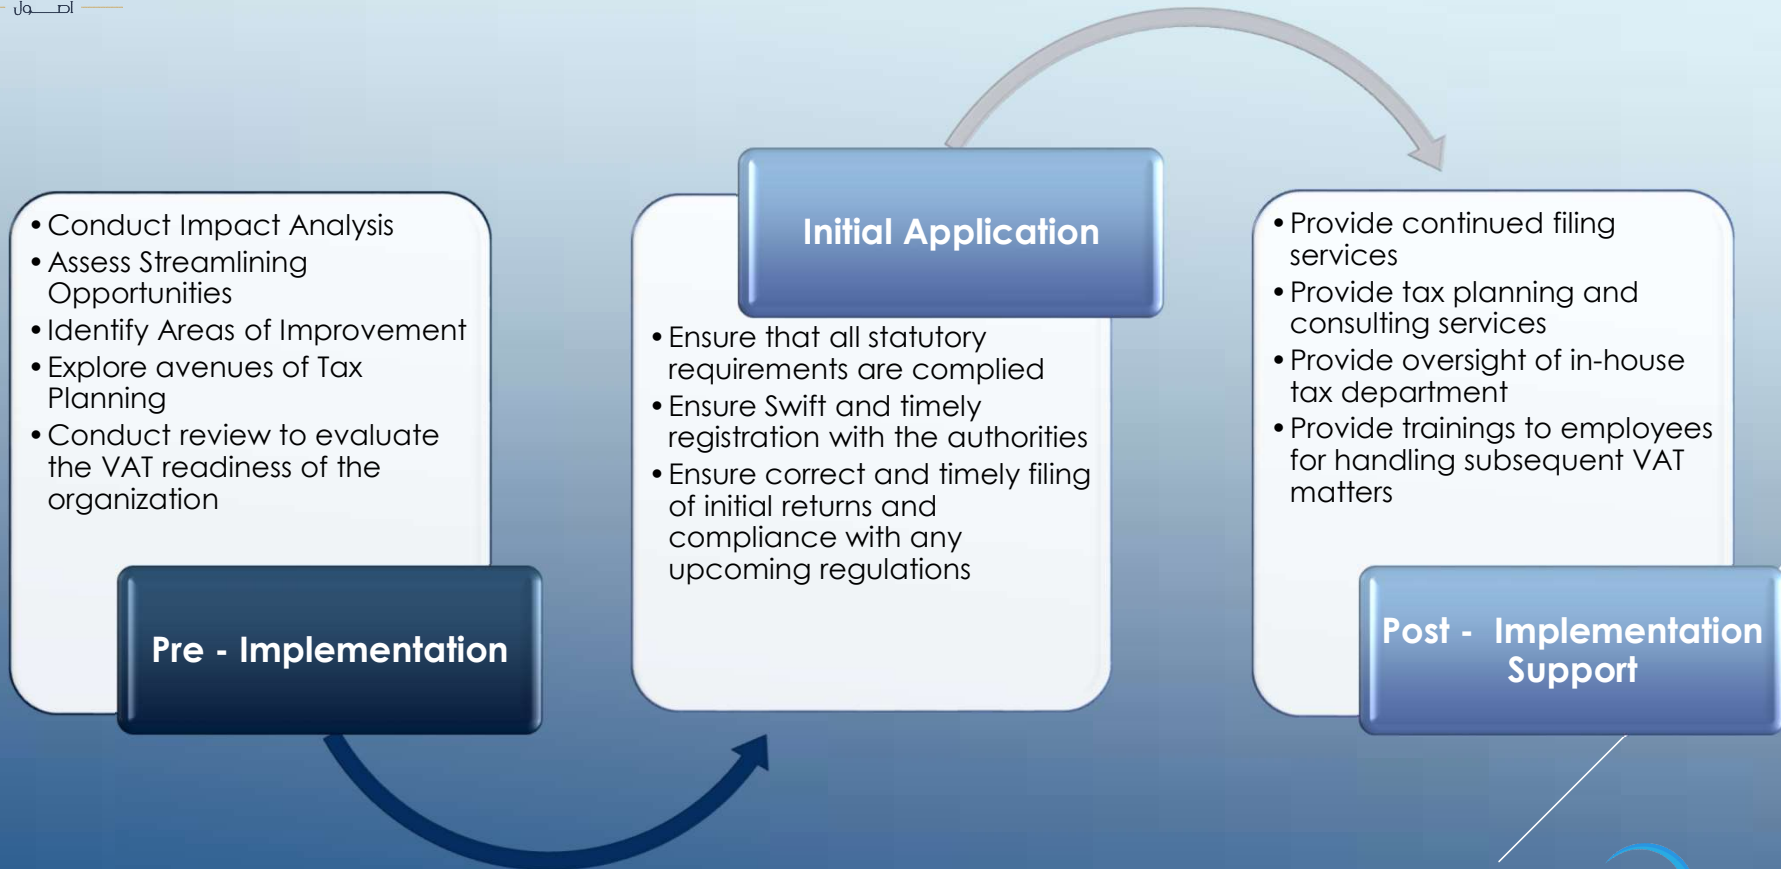 اصول
• Conduct Impact Analysis
• Assess Streamlining
Opportunities
• Identify Areas of Improvement
• Explore avenues of Tax
Planning
• Conduct review to evaluate
the VAT readiness of the
organization
Pre - Implementation
Initial Application
• Ensure that all statutory
requirements are complied
• Ensure Swift and timely
registration with the authorities
• Ensure correct and timely filing
of initial returns and
compliance with any
upcoming regulations
• Provide continued filing
services
• Provide tax planning and
consulting services
• Provide oversight of in-house
tax department
• Provide trainings to employees
for handling subsequent VAT
matters
Post - Implementation
Support